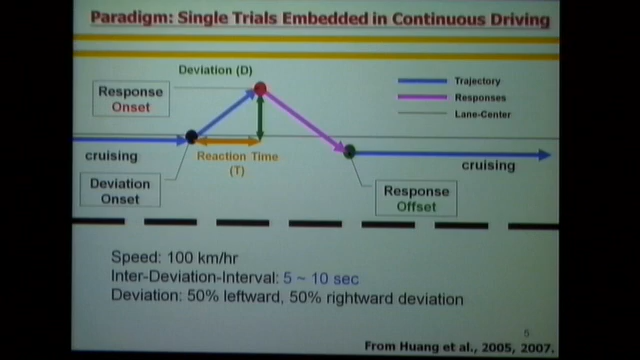 Paradigm: Single Trials Embedded in Continuous Driving
Deviation (D)
Response
Onset
Trajectory
Responses
Lane-Center
cruising
Reaction Time
(T)
cruising
Deviation
Onset
Response
Offset
Speed: 100 km/hr
Inter-Deviation-Interval: 5 ~ 10 sec
Deviation: 50% leftward, 50% rightward deviation
5
From Huang et al., 2005, 2007.